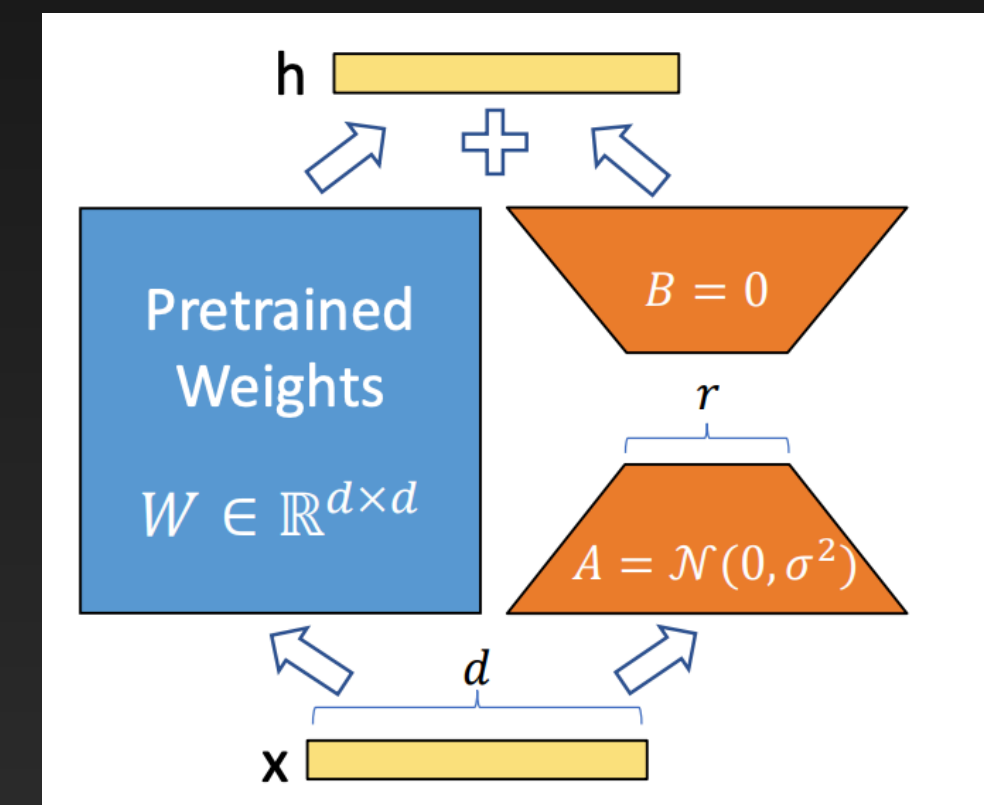 h
Pretrained
Weights
W ∈ ℝ^{d×d}
B = 0
r
A = 𝒩(0, σ²)
d
x